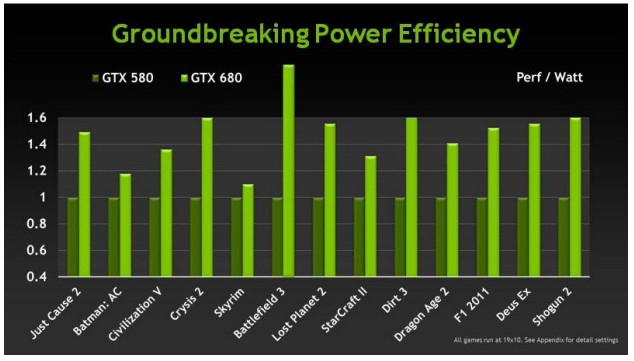 Groundbreaking Power Efficiency
GTX 580 GTX 680 Perf / Watt
1.6
1.4
1.2
1
0.8
0.6
0.4
Just Cause 2
Batman: AC
Civilization V
Crysis 2
Skyrim
Battlefield 3
Lost Planet 2
StarCraft II
Dirt 3
Dragon Age 2
F1 2011
Deus Ex
Shogun 2
All games run at 19x10. See Appendix for detail settings